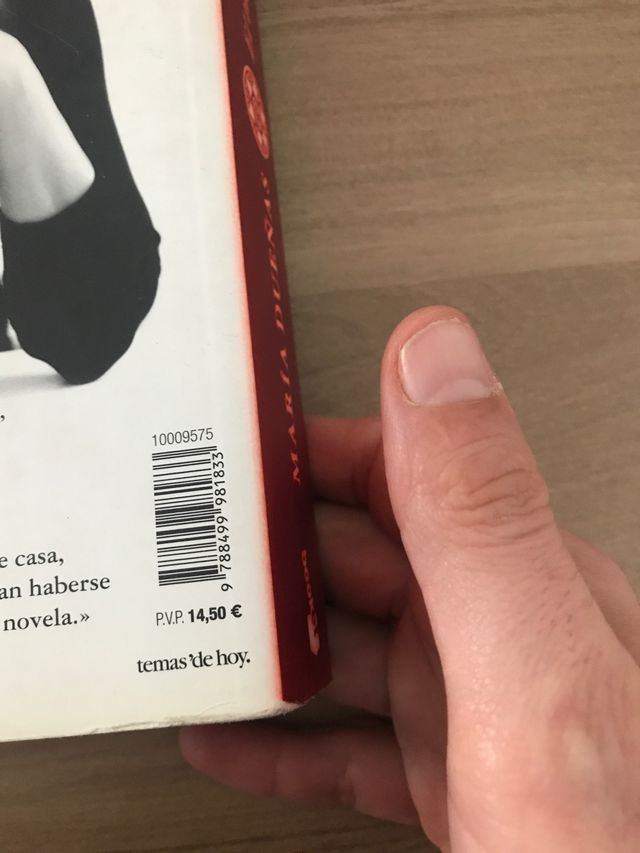 ’
10009575
9 788499 981833
e casa,
an haberse
novela.»
P.V.P. 14,50 €
temas’de hoy.
MARÍA DUEÑAS